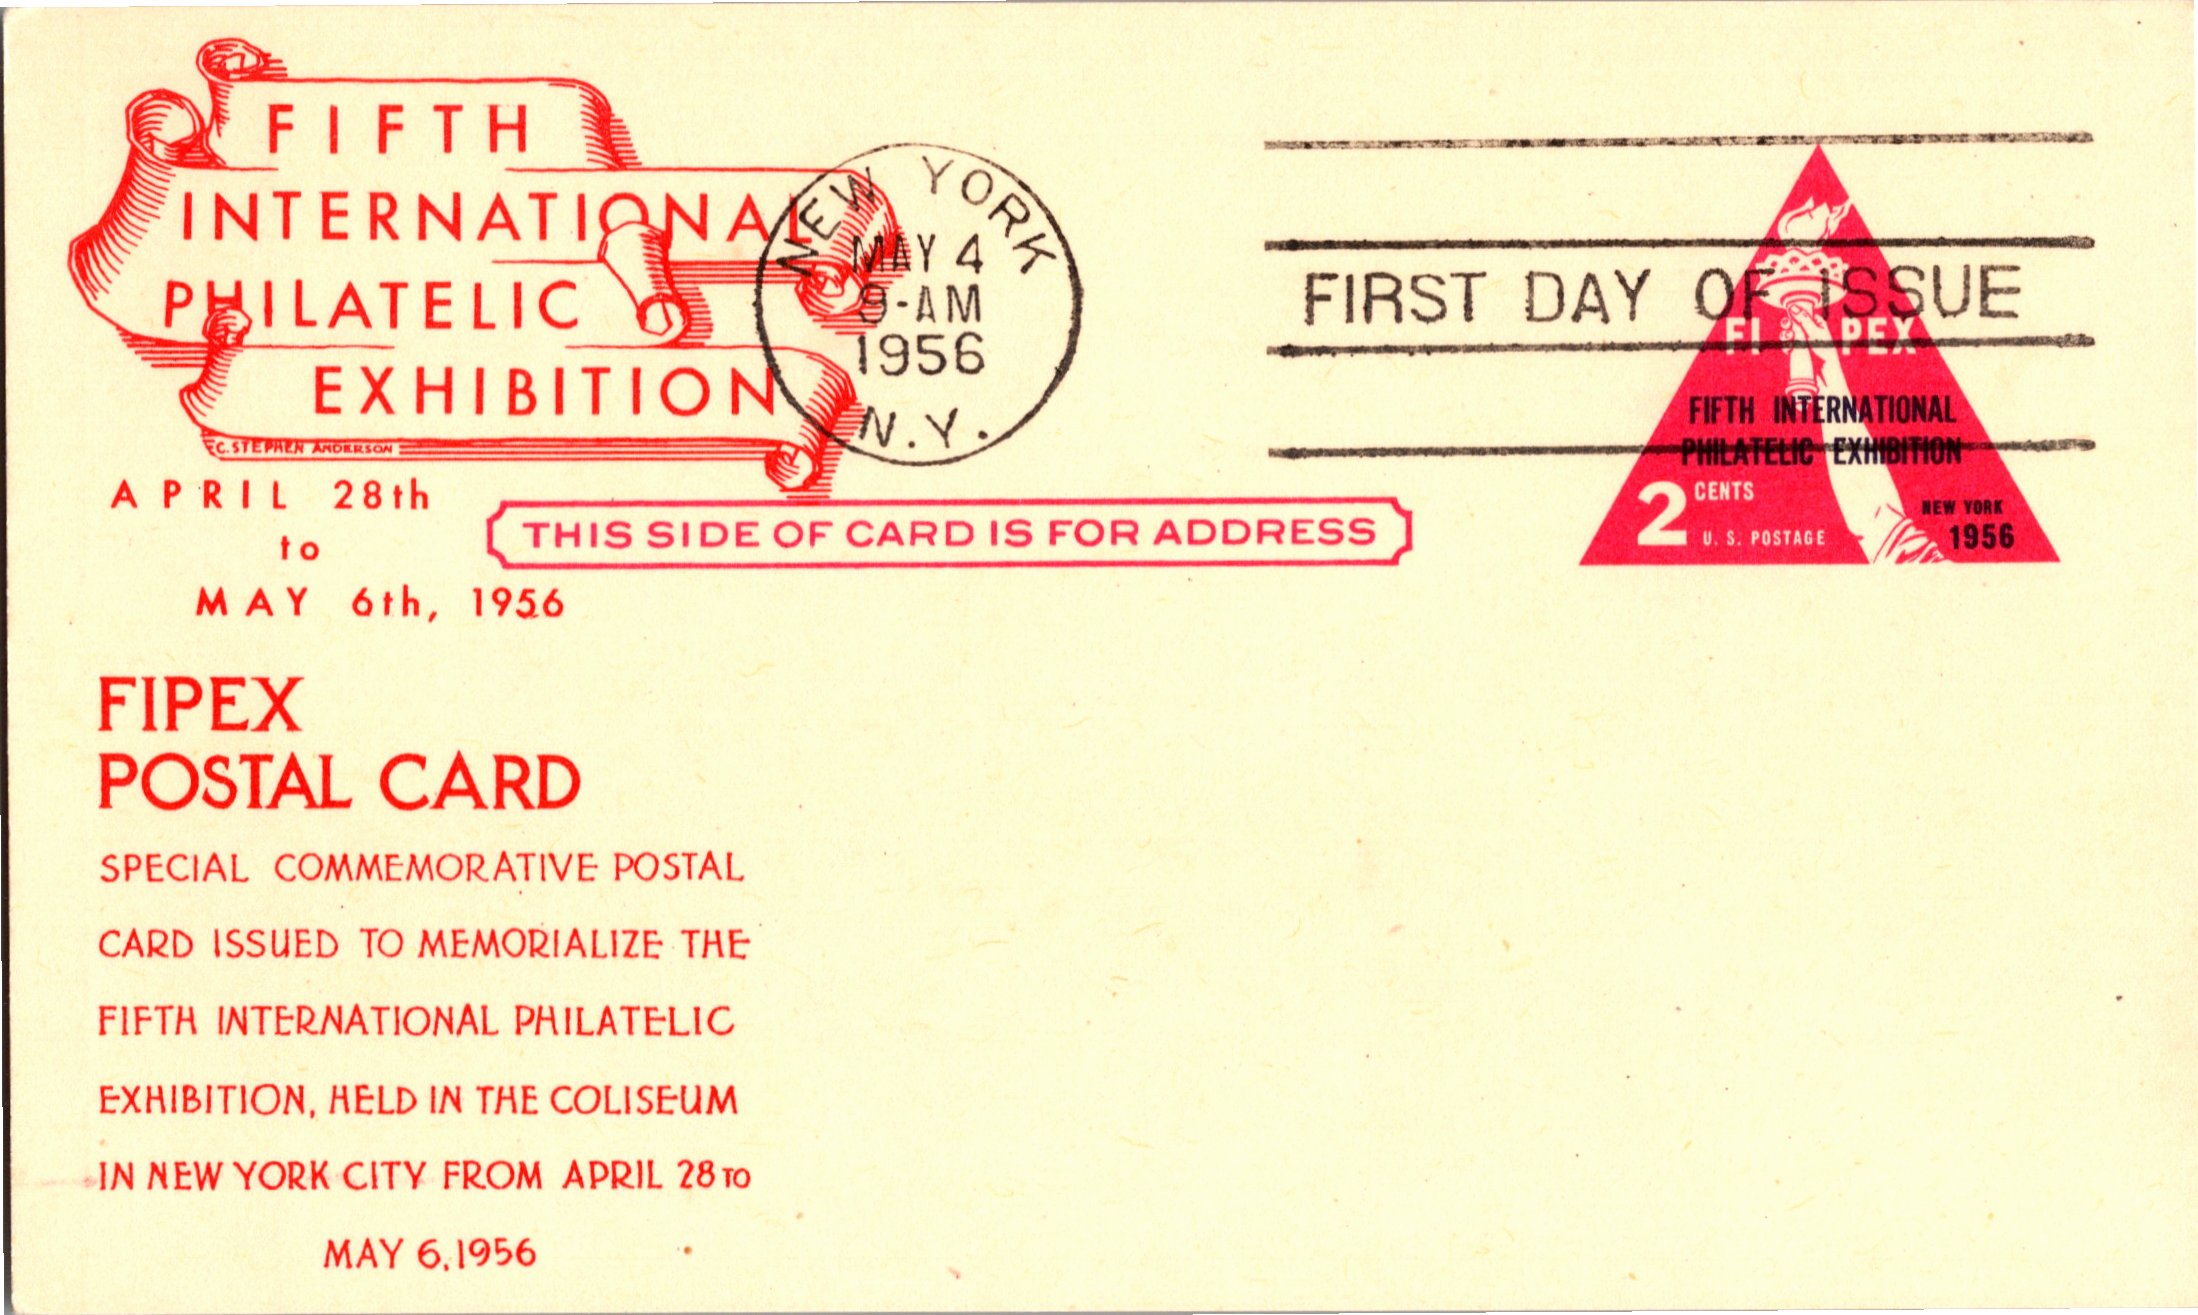 FIFTH
INTERNATIONAL
PHILATELIC
EXHIBITION
C. STEPHEN ANDERSON
APRIL 28th
to
MAY 6th, 1956
NEW YORK
MAY 4
9-AM
1956
N.Y.
FIRST DAY OF ISSUE
FI PEX
FIFTH INTERNATIONAL
PHILATELIC EXHIBITION
2 CENTS
U. S. POSTAGE
NEW YORK
1956
THIS SIDE OF CARD IS FOR ADDRESS
FIPEX
POSTAL CARD
SPECIAL COMMEMORATIVE POSTAL
CARD ISSUED TO MEMORIALIZE THE
FIFTH INTERNATIONAL PHILATELIC
EXHIBITION, HELD IN THE COLISEUM
IN NEW YORK CITY FROM APRIL 28 TO
MAY 6, 1956